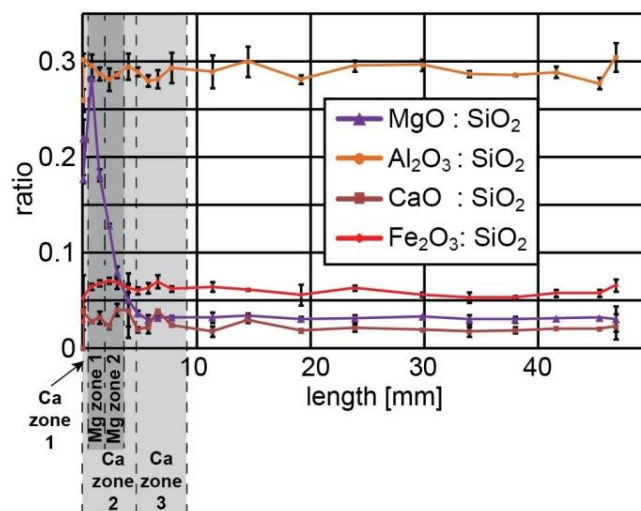 0.3
0.2
0.1
0
ratio
MgO : SiO₂
Al₂O₃ : SiO₂
CaO : SiO₂
Fe₂O₃ : SiO₂
10 20 30 40
length [mm]
Ca
zone
1
Mg zone 1
Mg zone 2
Ca
zone
2
Ca
zone
3